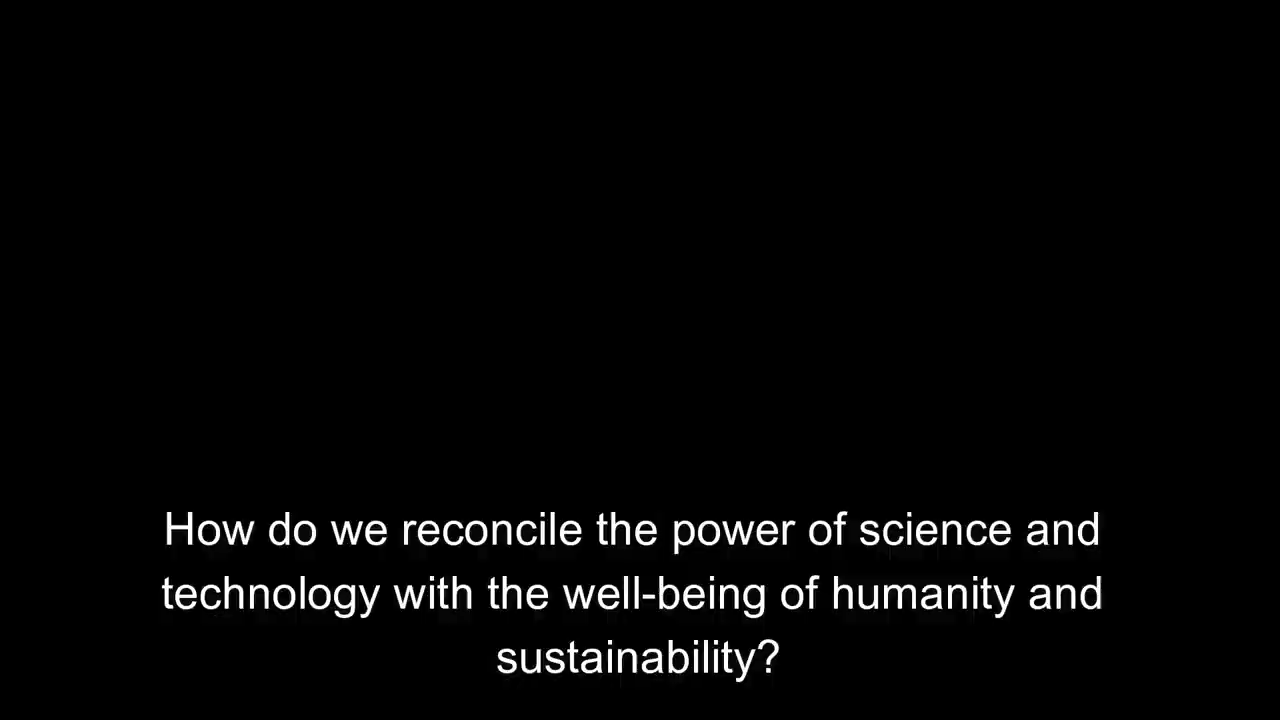 How do we reconcile the power of science and
technology with the well-being of humanity and
sustainability?